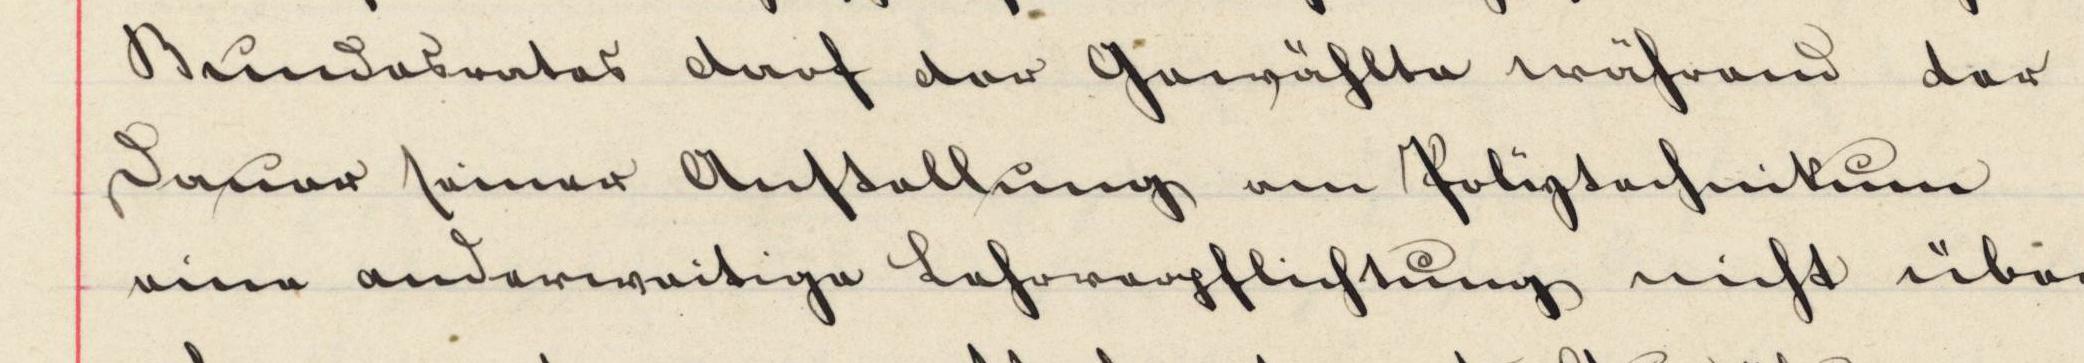 Bundesrates darf der Gewählte während der
Dauer seiner Anstellung am Polytechnikum
eine anderweitige Lehrverpflichtung nicht über